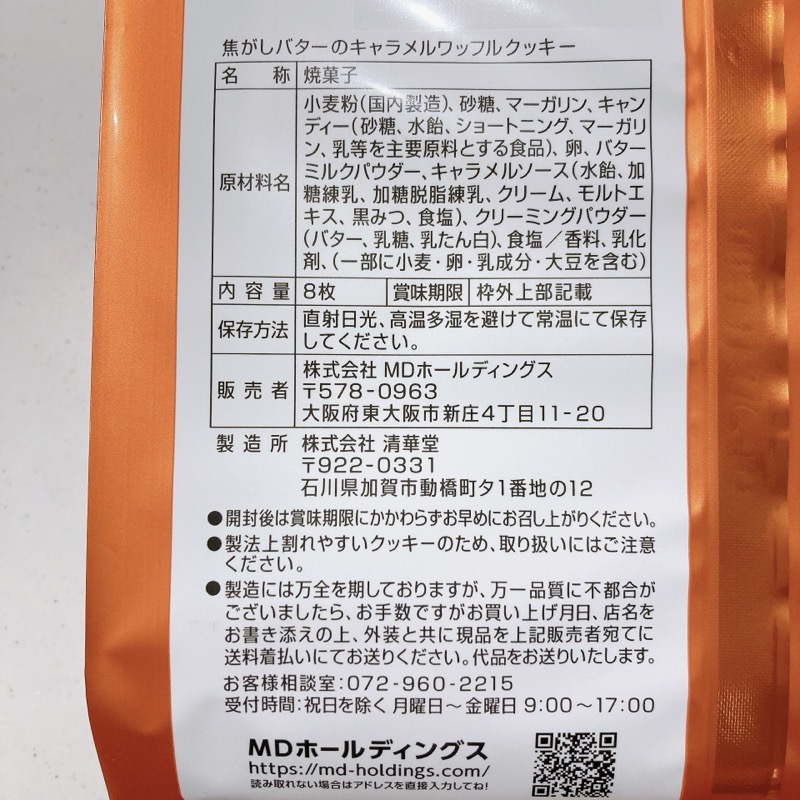 焦がしバターのキャラメルワッフルクッキー
名称 焼菓子
原材料名 小麦粉(国内製造)、砂糖、マーガリン、キャン
ディー(砂糖、水飴、ショートニング、マーガリ
ン、乳等を主要原料とする食品)、卵、バター
ミルクパウダー、キャラメルソース(水飴、加
糖練乳、加糖脱脂練乳、クリーム、モルトエ
キス、黒みつ、食塩)、クリーミングパウダー
(バター、乳糖、乳たん白)、食塩／香料、乳化
剤、(一部に小麦・卵・乳成分・大豆を含む)
内容量 8枚 賞味期限 枠外上部記載
保存方法 直射日光、高温多湿を避けて常温にて保存
してください。
販売者 株式会社 MDホールディングス
〒578-0963
大阪府東大阪市新庄4丁目11-20
製造所 株式会社 清華堂
〒922-0331
石川県加賀市動橋町タ1番地の12
●開封後は賞味期限にかかわらずお早めにお召し上がりください。
●製法上割れやすいクッキーのため、取り扱いにはご注意
ください。
●製造には万全を期しておりますが、万一品質に不都合が
ございましたら、お手数ですがお買い上げ月日、店名を
お書き添えの上、外装と共に現品を上記販売者宛てに
送料着払いにてお送りください。代品をお送りいたします。
お客様相談室:072-960-2215
受付時間:祝日を除く 月曜日〜金曜日 9:00〜17:00
MDホールディングス
https://md-holdings.com/
読み取れない場合はアドレスを直接入力してね!